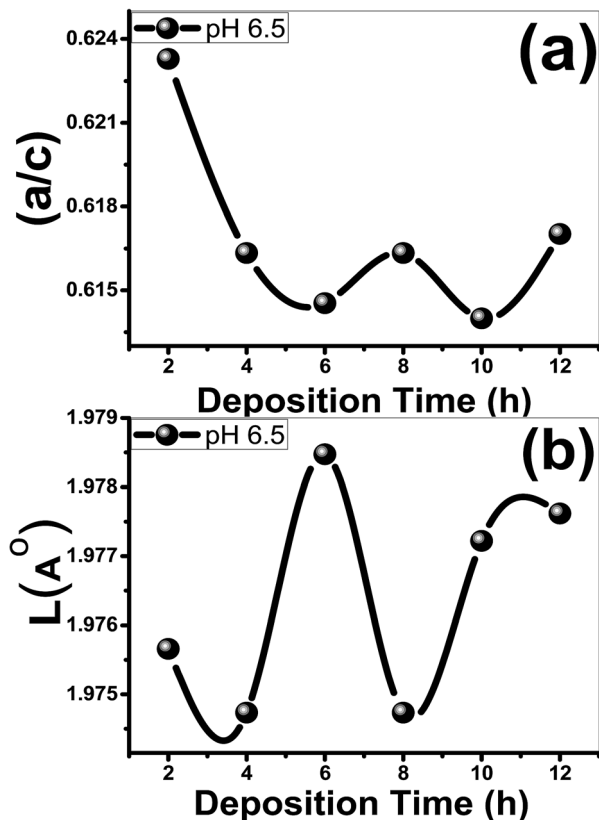 0.624
0.621
0.618
0.615
(a/c)
pH 6.5
(a)
2 4 6 8 10 12
Deposition Time (h)
1.979
1.978
1.977
1.976
1.975
L(A°)
pH 6.5
(b)
2 4 6 8 10 12
Deposition Time (h)